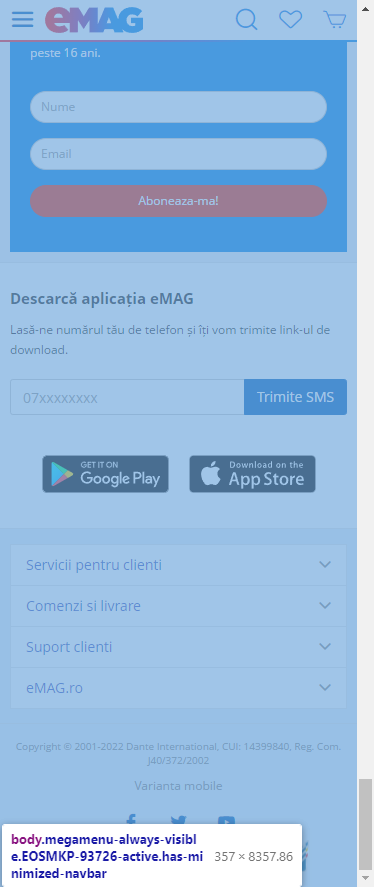 eMAG
peste 16 ani.
Nume
Email
Aboneaza-ma!
Descarcă aplicația eMAG
Lasă-ne numărul tău de telefon și îți vom trimite link-ul de
download.
07xxxxxxxx
Trimite SMS
GET IT ON
Google Play
Download on the
App Store
Servicii pentru clienti
Comenzi si livrare
Suport clienti
eMAG.ro
Copyright © 2001-2022 Dante International, CUI: 14399840, Reg. Com.
J40/372/2002
Varianta mobile
body.megamenu-always-visibl
e.EOSMKP-93726-active.has-mi
nimized-navbar
357 × 8357.86